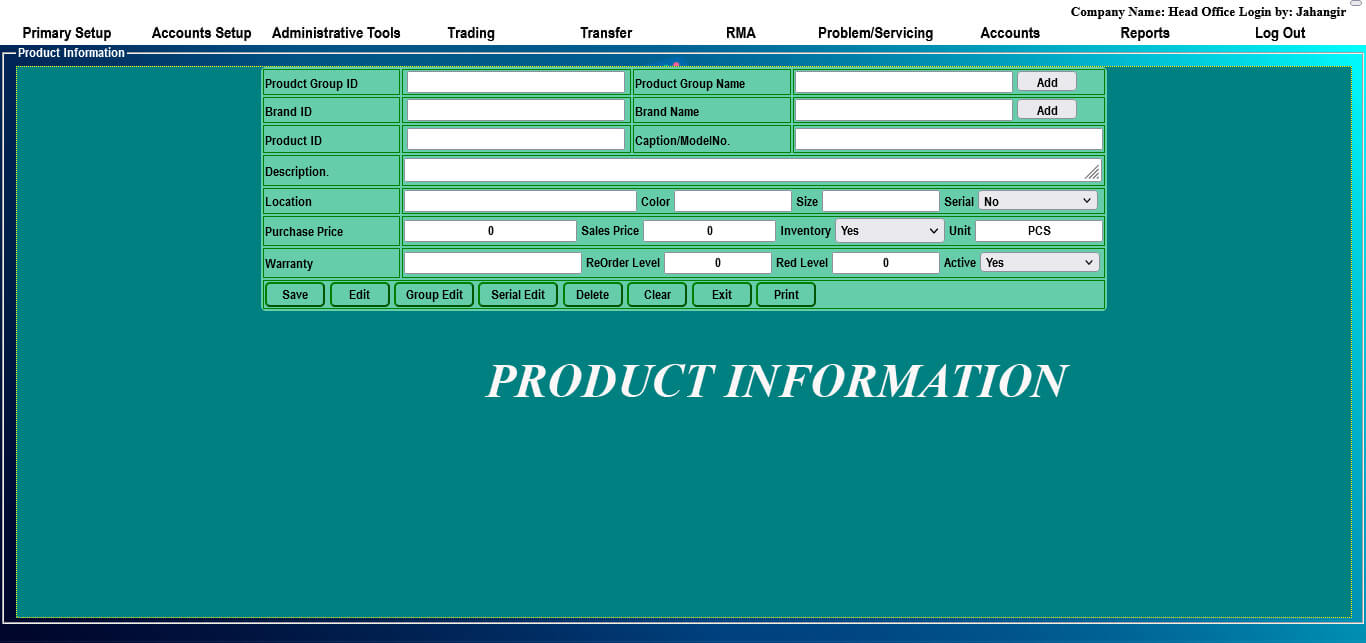 Company Name: Head Office Login by: Jahangir
Primary Setup Accounts Setup Administrative Tools Trading Transfer RMA Problem/Servicing Accounts Reports Log Out
Product Information
Proudct Group ID Product Group Name Add
Brand ID Brand Name Add
Product ID Caption/ModelNo.
Description.
Location Color Size Serial No
Purchase Price 0 Sales Price 0 Inventory Yes Unit PCS
Warranty ReOrder Level 0 Red Level 0 Active Yes
Save Edit Group Edit Serial Edit Delete Clear Exit Print
PRODUCT INFORMATION